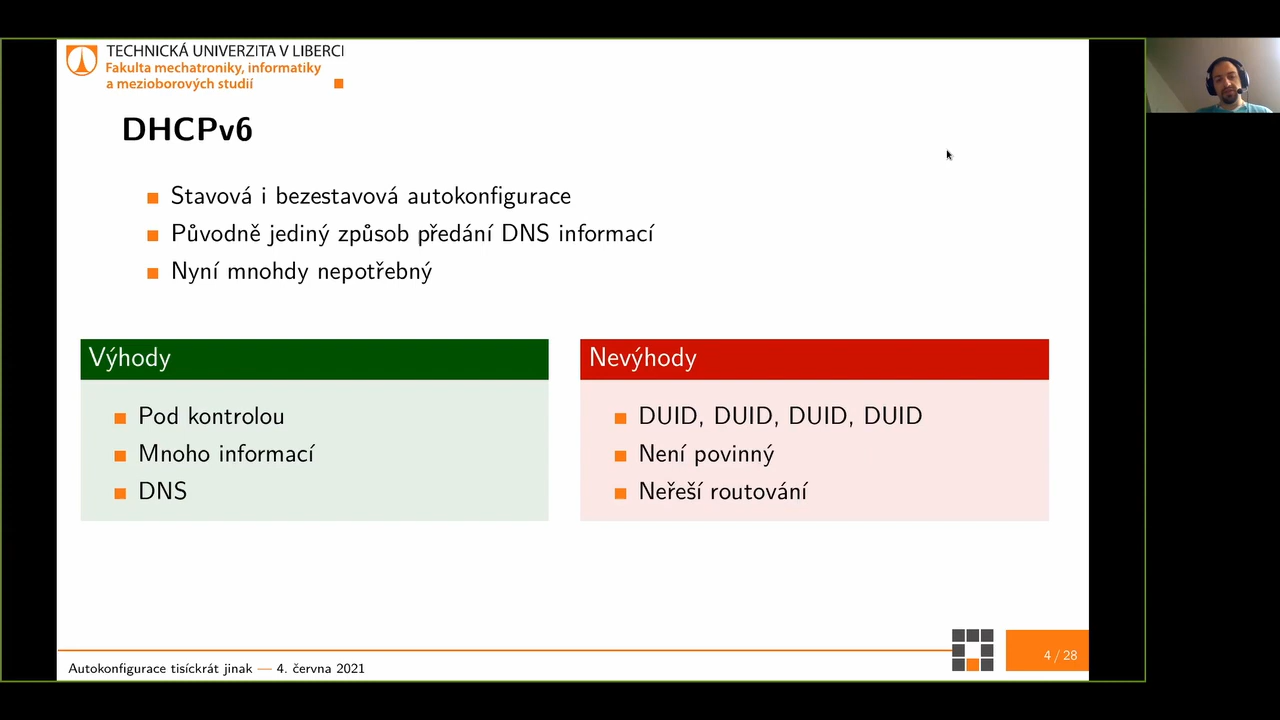 TECHNICKÁ UNIVERZITA V LIBERCI
Fakulta mechatroniky, informatiky
a mezioborových studií
DHCPv6
Stavová i bezestavová autokonfigurace
Původně jediný způsob předání DNS informací
Nyní mnohdy nepotřebný
Výhody
Pod kontrolou
Mnoho informací
DNS
Nevýhody
DUID, DUID, DUID, DUID
Není povinný
Neřeší routování
Autokonfigurace tisíckrát jinak — 4. června 2021
4 / 28